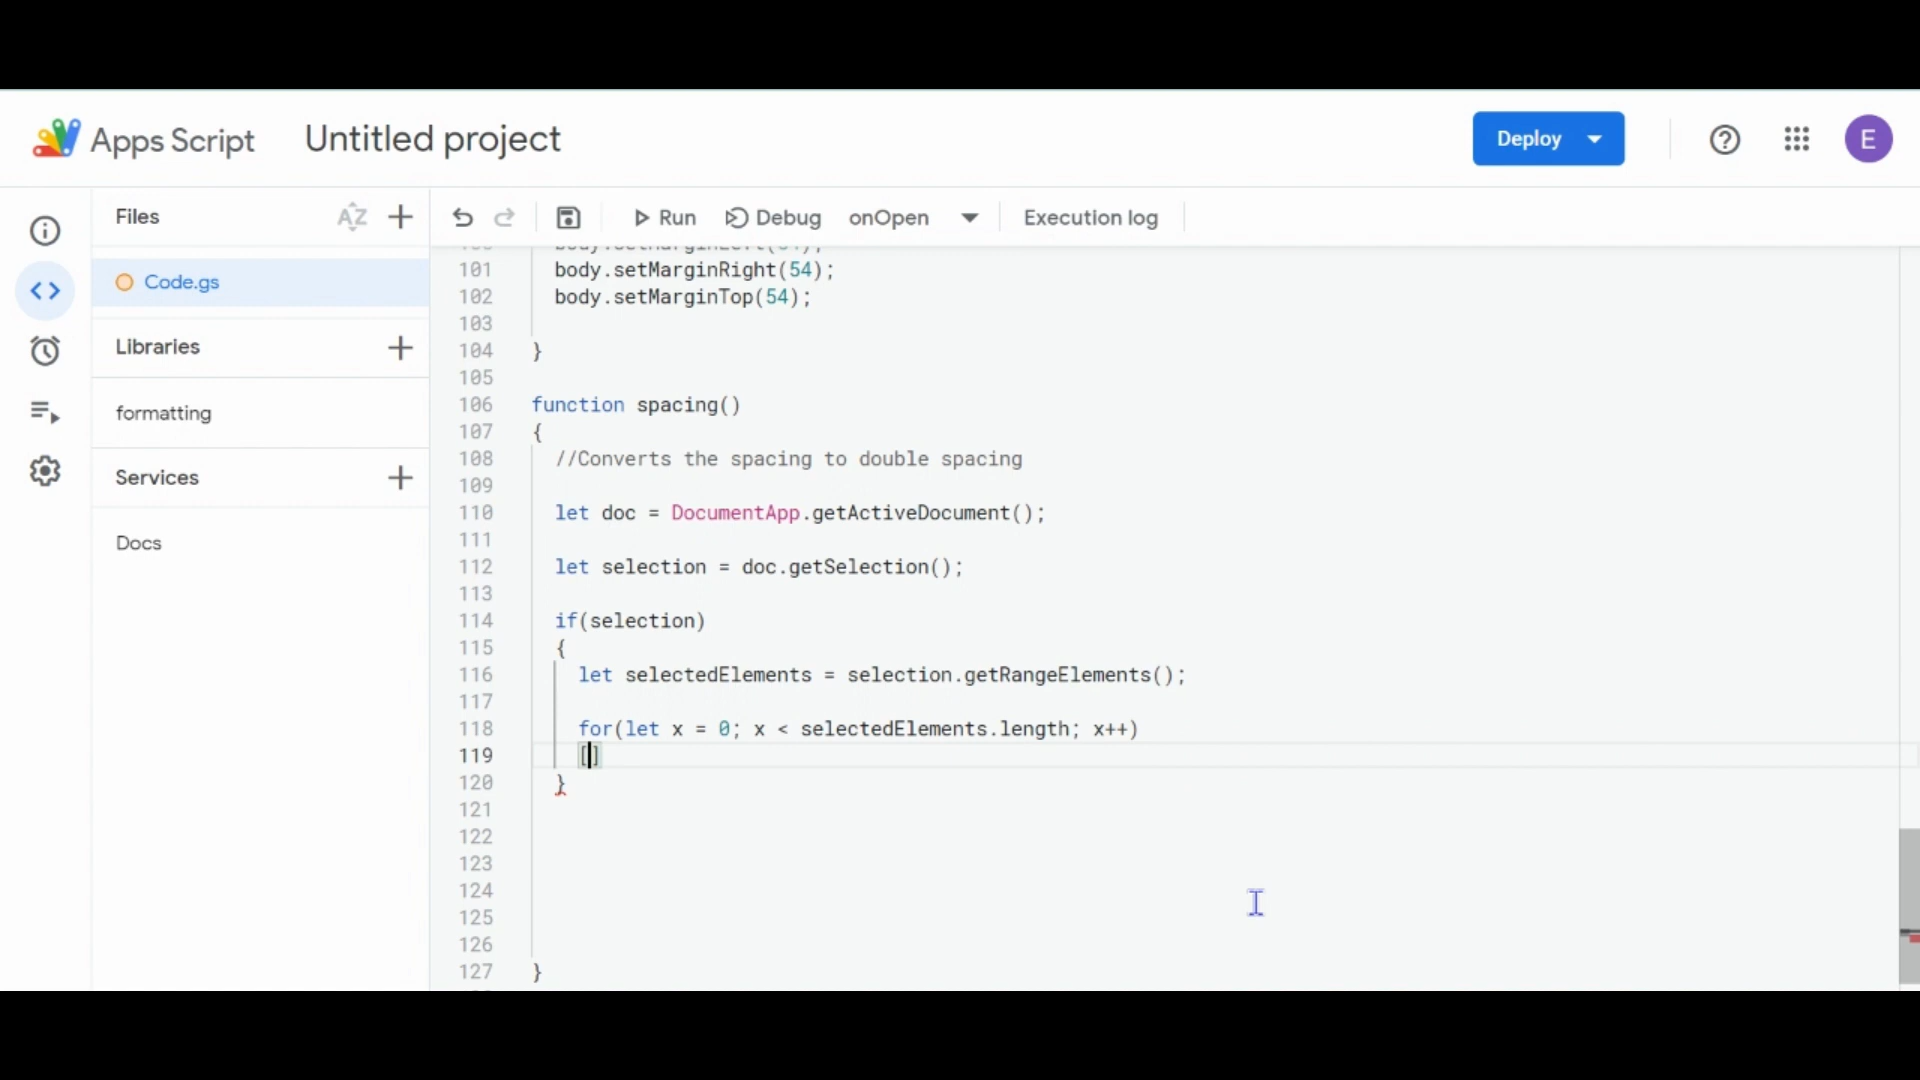 Apps Script Untitled project Deploy E
Files AZ Run Debug onOpen Execution log
Code.gs
Libraries
formatting
Services
Docs
101 body.setMarginRight(54);
102 body.setMarginTop(54);
103
104 }
105
106 function spacing()
107 {
108 //Converts the spacing to double spacing
109
110 let doc = DocumentApp.getActiveDocument();
111
112 let selection = doc.getSelection();
113
114 if(selection)
115 {
116 let selectedElements = selection.getRangeElements();
117
118 for(let x = 0; x < selectedElements.length; x++)
119 []
120 }
121
122
123
124
125
126
127 }